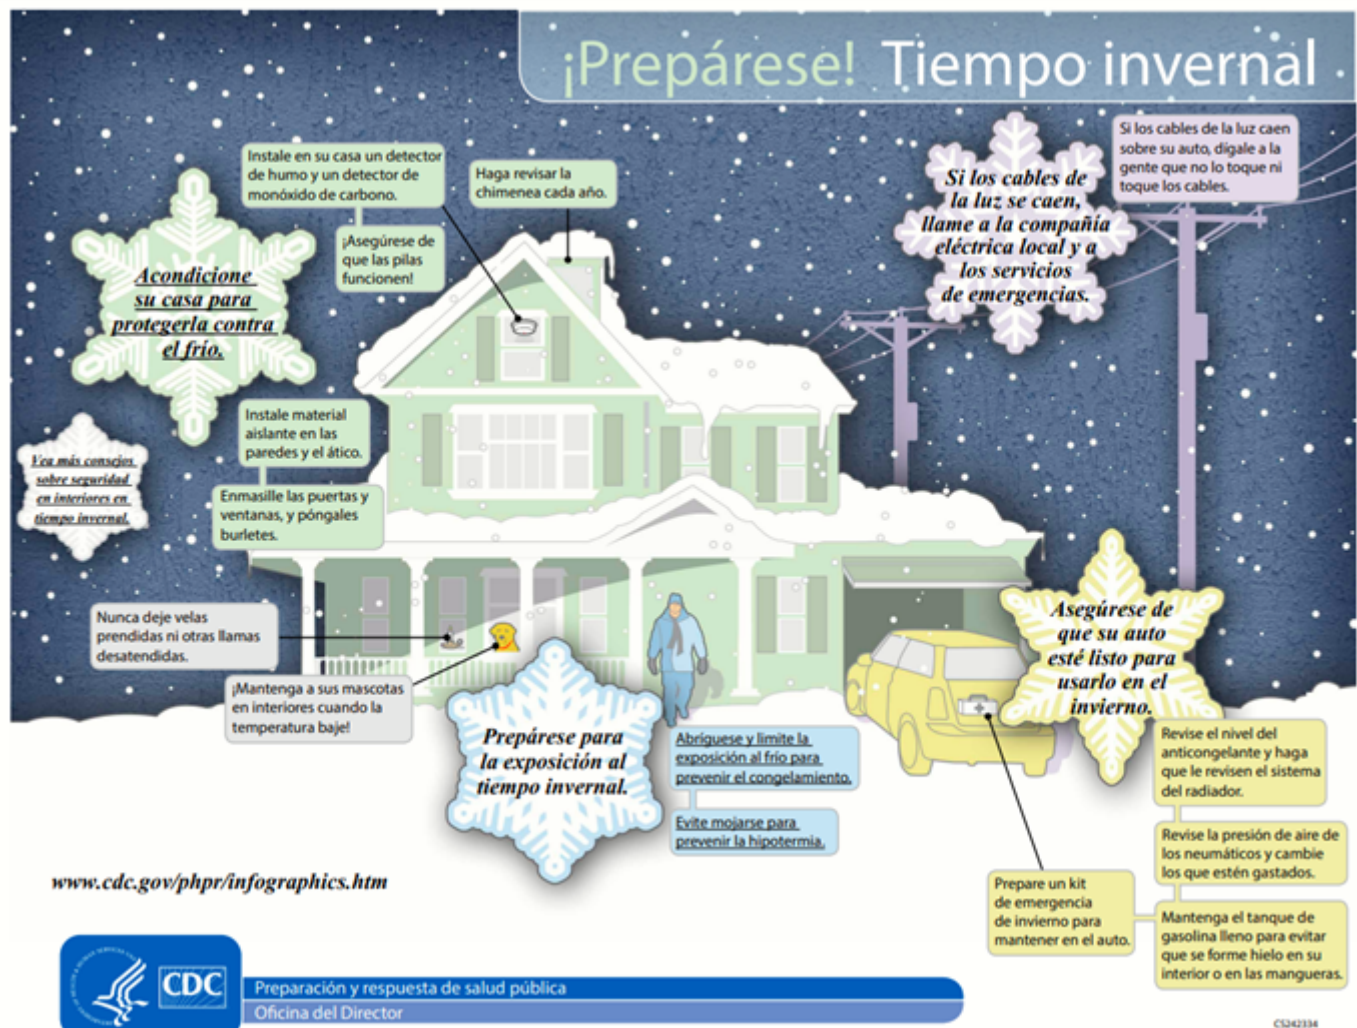 ¡Prepárese! Tiempo invernal
Instale en su casa un detector
de humo y un detector de
monóxido de carbono.
¡Asegúrese de
que las pilas
funcionen!
Haga revisar la
chimenea cada año.
Si los cables de
la luz se caen,
llame a la compañía
eléctrica local y a
los servicios
de emergencias.
Si los cables de la luz caen
sobre su auto, dígale a la
gente que no lo toque ni
toque los cables.
Acondicione
su casa para
protegerla contra
el frío.
Instale material
aislante en las
paredes y el ático.
Enmasille las puertas y
ventanas, y póngales
burletes.
Vea más consejos
sobre seguridad
en interiores en
tiempo invernal.
Nunca deje velas
prendidas ni otras llamas
desatendidas.
¡Mantenga a sus mascotas
en interiores cuando la
temperatura baje!
Prepárese para
la exposición al
tiempo invernal.
Abríguese y limite la
exposición al frío para
prevenir el congelamiento.
Evite mojarse para
prevenir la hipotermia.
Asegúrese de
que su auto
esté listo para
usarlo en el
invierno.
Revise el nivel del
anticongelante y haga
que le revisen el sistema
del radiador.
Revise la presión de aire de
los neumáticos y cambie
los que estén gastados.
Mantenga el tanque de
gasolina lleno para evitar
que se forme hielo en su
interior o en las mangueras.
Prepare un kit
de emergencia
de invierno para
mantener en el auto.
www.cdc.gov/phpr/infographics.htm
CDC
Preparación y respuesta de salud pública
Oficina del Director
CS242334